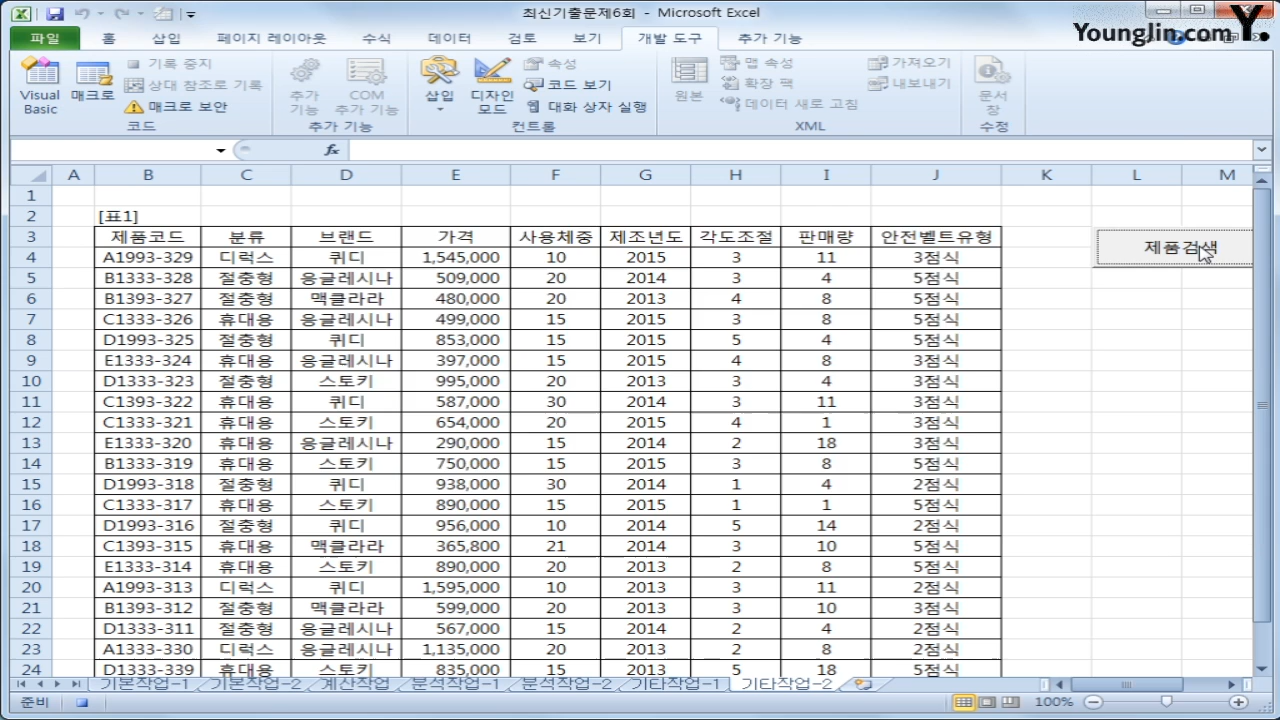 최신기출문제6회 - Microsoft Excel
Younglin.com Y.
파일 홈 삽입 페이지 레이아웃 수식 데이터 검토 보기 개발 도구 추가 기능
Visual Basic 매크로 기록 중지 상대 참조로 기록 매크로 보안 코드
추가 기능 COM 추가 기능 추가 기능
삽입 디자인 모드 속성 코드 보기 대화 상자 실행 컨트롤
원본 맵 속성 확장 팩 데이터 새로 고침 가져오기 내보내기 XML
문서 창 수정
fx
A B C D E F G H I J K L M
1
2 [표1]
3 제품코드 분류 브랜드 가격 사용체중 제조년도 각도조절 판매량 안전벨트유형 제품검색
4 A1993-329 디럭스 퀴디 1,545,000 10 2015 3 11 3점식
5 B1333-328 절충형 응글레시나 509,000 20 2014 3 4 5점식
6 B1393-327 절충형 맥클라라 480,000 20 2013 4 8 5점식
7 C1333-326 휴대용 응글레시나 499,000 15 2015 3 8 5점식
8 D1993-325 절충형 퀴디 853,000 15 2015 5 4 5점식
9 E1333-324 휴대용 응글레시나 397,000 15 2015 4 8 3점식
10 D1333-323 절충형 스토키 995,000 20 2013 3 4 3점식
11 C1393-322 휴대용 퀴디 587,000 30 2013 3 11 3점식
12 C1333-321 휴대용 스토키 654,000 20 2015 4 1 3점식
13 E1333-320 휴대용 응글레시나 290,000 15 2014 2 18 3점식
14 B1333-319 휴대용 스토키 750,000 15 2015 3 8 5점식
15 D1993-318 절충형 퀴디 938,000 30 2014 1 4 2점식
16 C1333-317 휴대용 스토키 890,000 15 2015 1 1 5점식
17 D1993-316 절충형 퀴디 956,000 10 2014 5 14 2점식
18 C1393-315 휴대용 맥클라라 365,800 21 2014 3 10 5점식
19 E1333-314 휴대용 스토키 890,000 20 2013 2 8 5점식
20 A1993-313 디럭스 퀴디 1,595,000 10 2013 3 11 2점식
21 B1393-312 절충형 맥클라라 599,000 20 2013 3 10 3점식
22 D1333-311 절충형 응글레시나 567,000 15 2014 2 4 2점식
23 A1333-330 디럭스 응글레시나 1,135,000 20 2013 2 8 2점식
24 D1333-339 휴대용 스토키 835,000 15 2013 5 18 5점식
기본작업-1 기본작업-2 계산작업 분석작업-1 분석작업-2 기타작업-1 기타작업-2
준비 100%